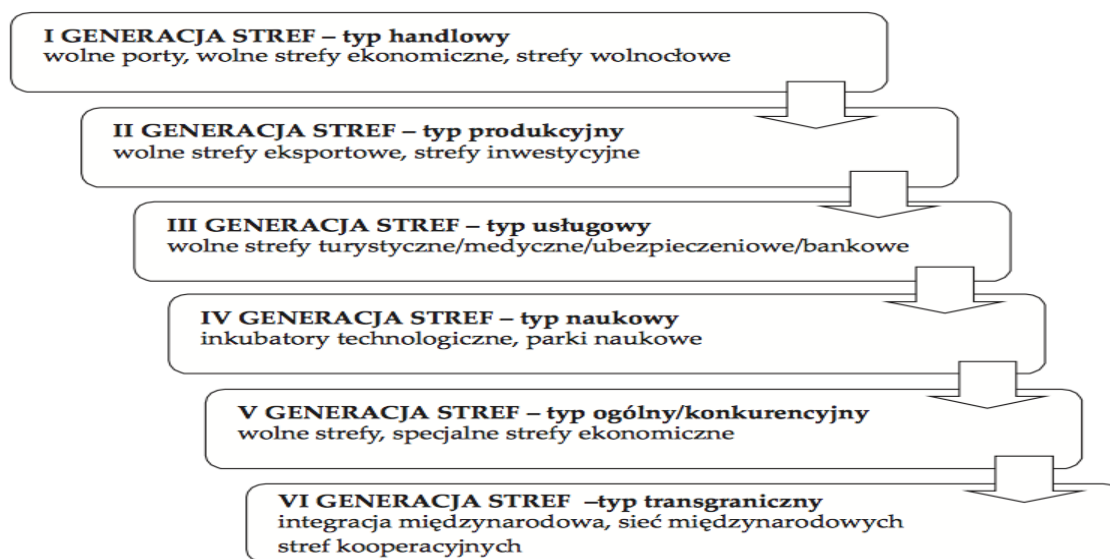 I GENERACJA STREF – typ handlowy
wolne porty, wolne strefy ekonomiczne, strefy wolnocłowe
II GENERACJA STREF – typ produkcyjny
wolne strefy eksportowe, strefy inwestycyjne
III GENERACJA STREF – typ usługowy
wolne strefy turystyczne/medyczne/ubezpieczeniowe/bankowe
IV GENERACJA STREF – typ naukowy
inkubatory technologiczne, parki naukowe
V GENERACJA STREF – typ ogólny/konkurencyjny
wolne strefy, specjalne strefy ekonomiczne
VI GENERACJA STREF –typ transgraniczny
integracja międzynarodowa, sieć międzynarodowych
stref kooperacyjnych